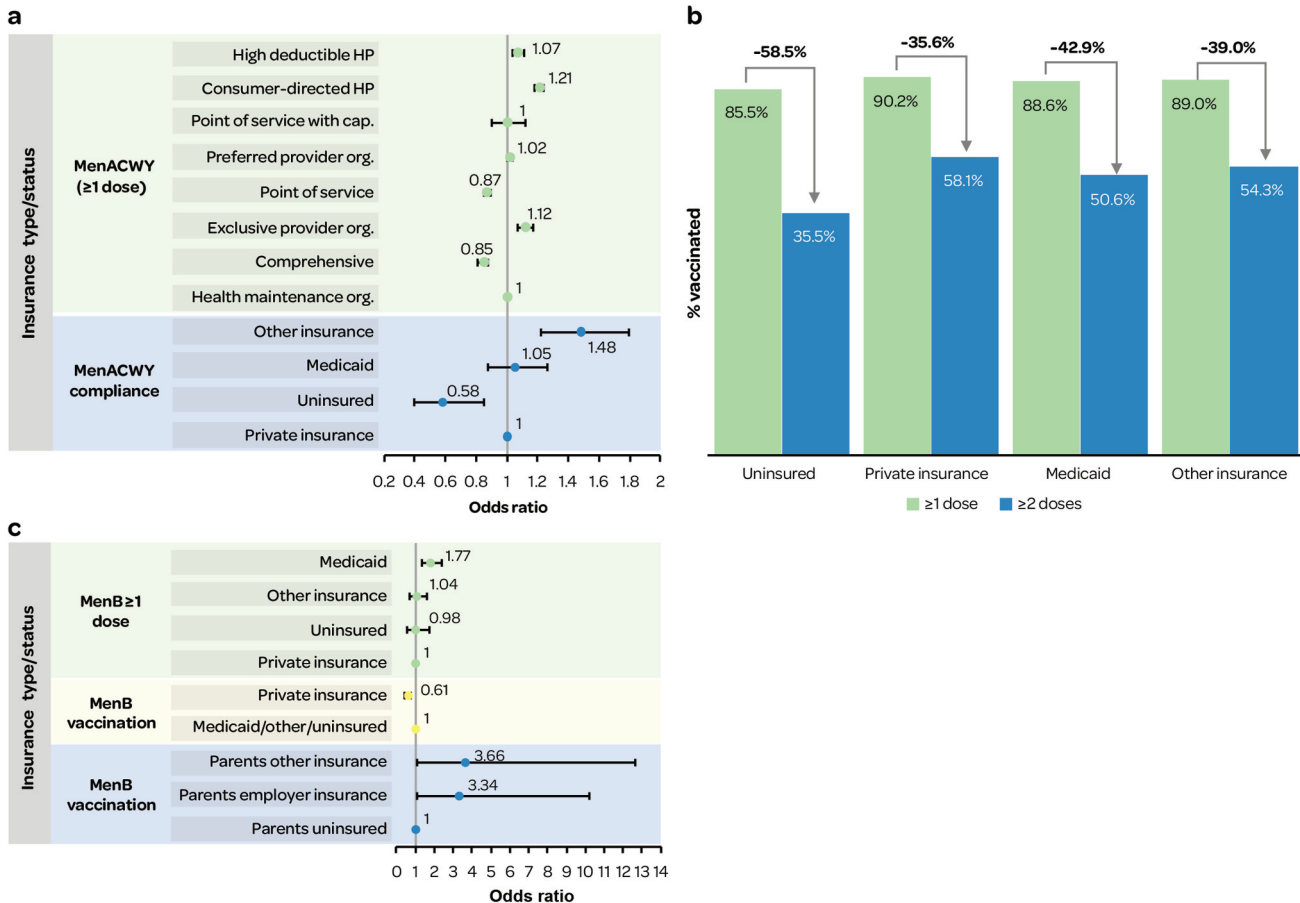 a
Insurance type/status
MenACWY
(≥1 dose)
High deductible HP
1.07
Consumer-directed HP
1.21
Point of service with cap.
1
Preferred provider org.
1.02
Point of service
0.87
Exclusive provider org.
1.12
Comprehensive
0.85
Health maintenance org.
1
MenACWY
compliance
Other insurance
1.48
Medicaid
1.05
Uninsured
0.58
Private insurance
1
0.2 0.4 0.6 0.8 1 1.2 1.4 1.6 1.8 2
Odds ratio
b
% vaccinated
-58.5%
-35.6%
-42.9%
-39.0%
85.5%
35.5%
90.2%
58.1%
88.6%
50.6%
89.0%
54.3%
Uninsured
Private insurance
Medicaid
Other insurance
≥1 dose
≥2 doses
c
Insurance type/status
MenB ≥1
dose
Medicaid
1.77
Other insurance
1.04
Uninsured
0.98
Private insurance
1
MenB
vaccination
Private insurance
0.61
Medicaid/other/uninsured
1
MenB
vaccination
Parents other insurance
3.66
Parents employer insurance
3.34
Parents uninsured
1
0 1 2 3 4 5 6 7 8 9 10 11 12 13 14
Odds ratio